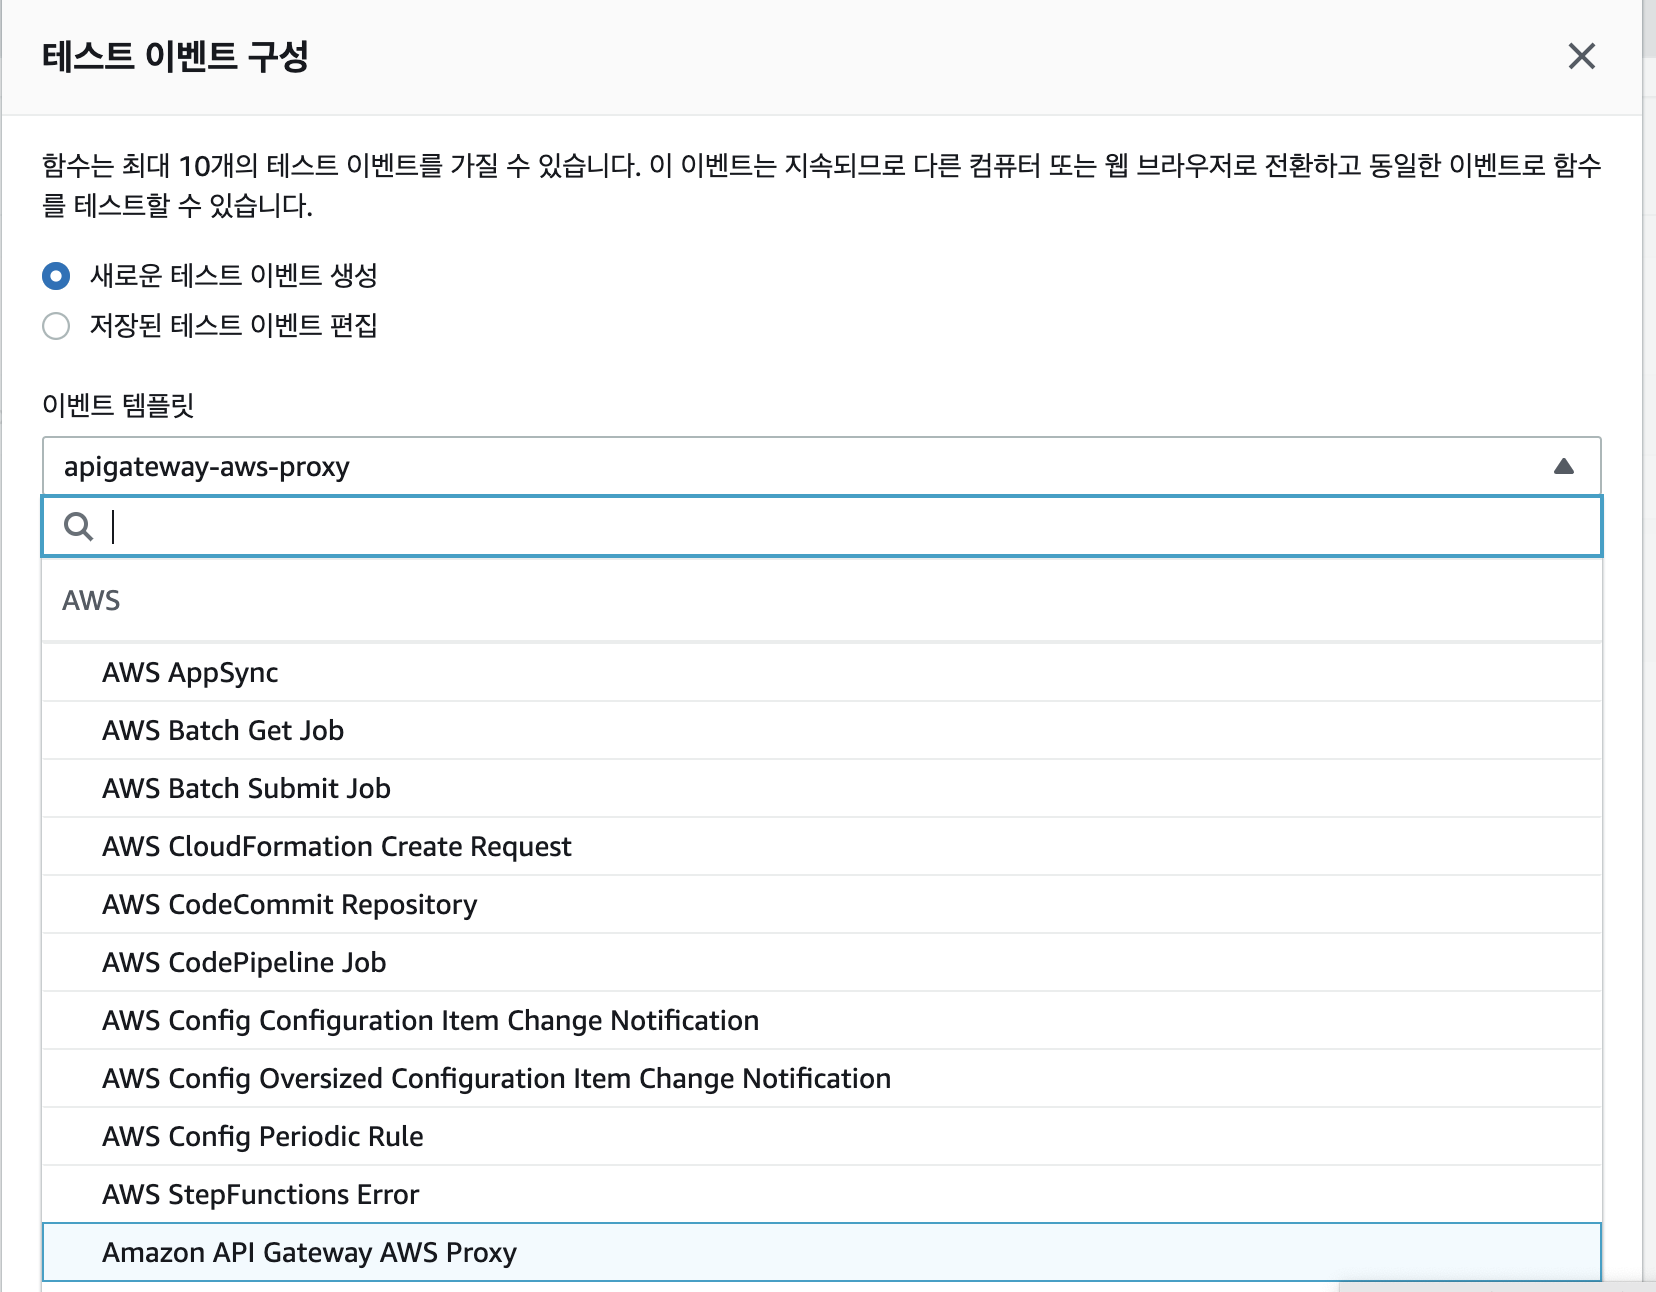 테스트 이벤트 구성
함수는 최대 10개의 테스트 이벤트를 가질 수 있습니다. 이 이벤트는 지속되므로 다른 컴퓨터 또는 웹 브라우저로 전환하고 동일한 이벤트로 함수
를 테스트할 수 있습니다.
새로운 테스트 이벤트 생성
저장된 테스트 이벤트 편집
이벤트 템플릿
apigateway-aws-proxy
AWS
AWS AppSync
AWS Batch Get Job
AWS Batch Submit Job
AWS CloudFormation Create Request
AWS CodeCommit Repository
AWS CodePipeline Job
AWS Config Configuration Item Change Notification
AWS Config Oversized Configuration Item Change Notification
AWS Config Periodic Rule
AWS StepFunctions Error
Amazon API Gateway AWS Proxy